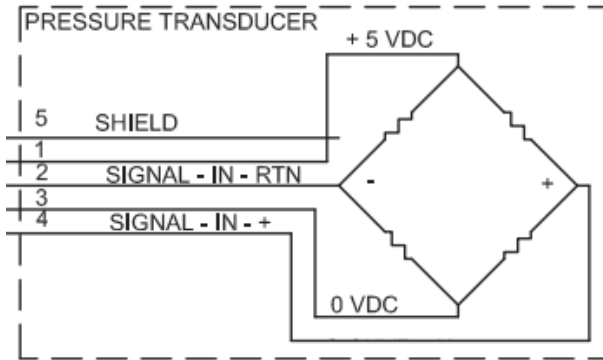 PRESSURE TRANSDUCER
+ 5 VDC
5 SHIELD
1
2 SIGNAL - IN - RTN
- +
3
4 SIGNAL - IN - +
0 VDC